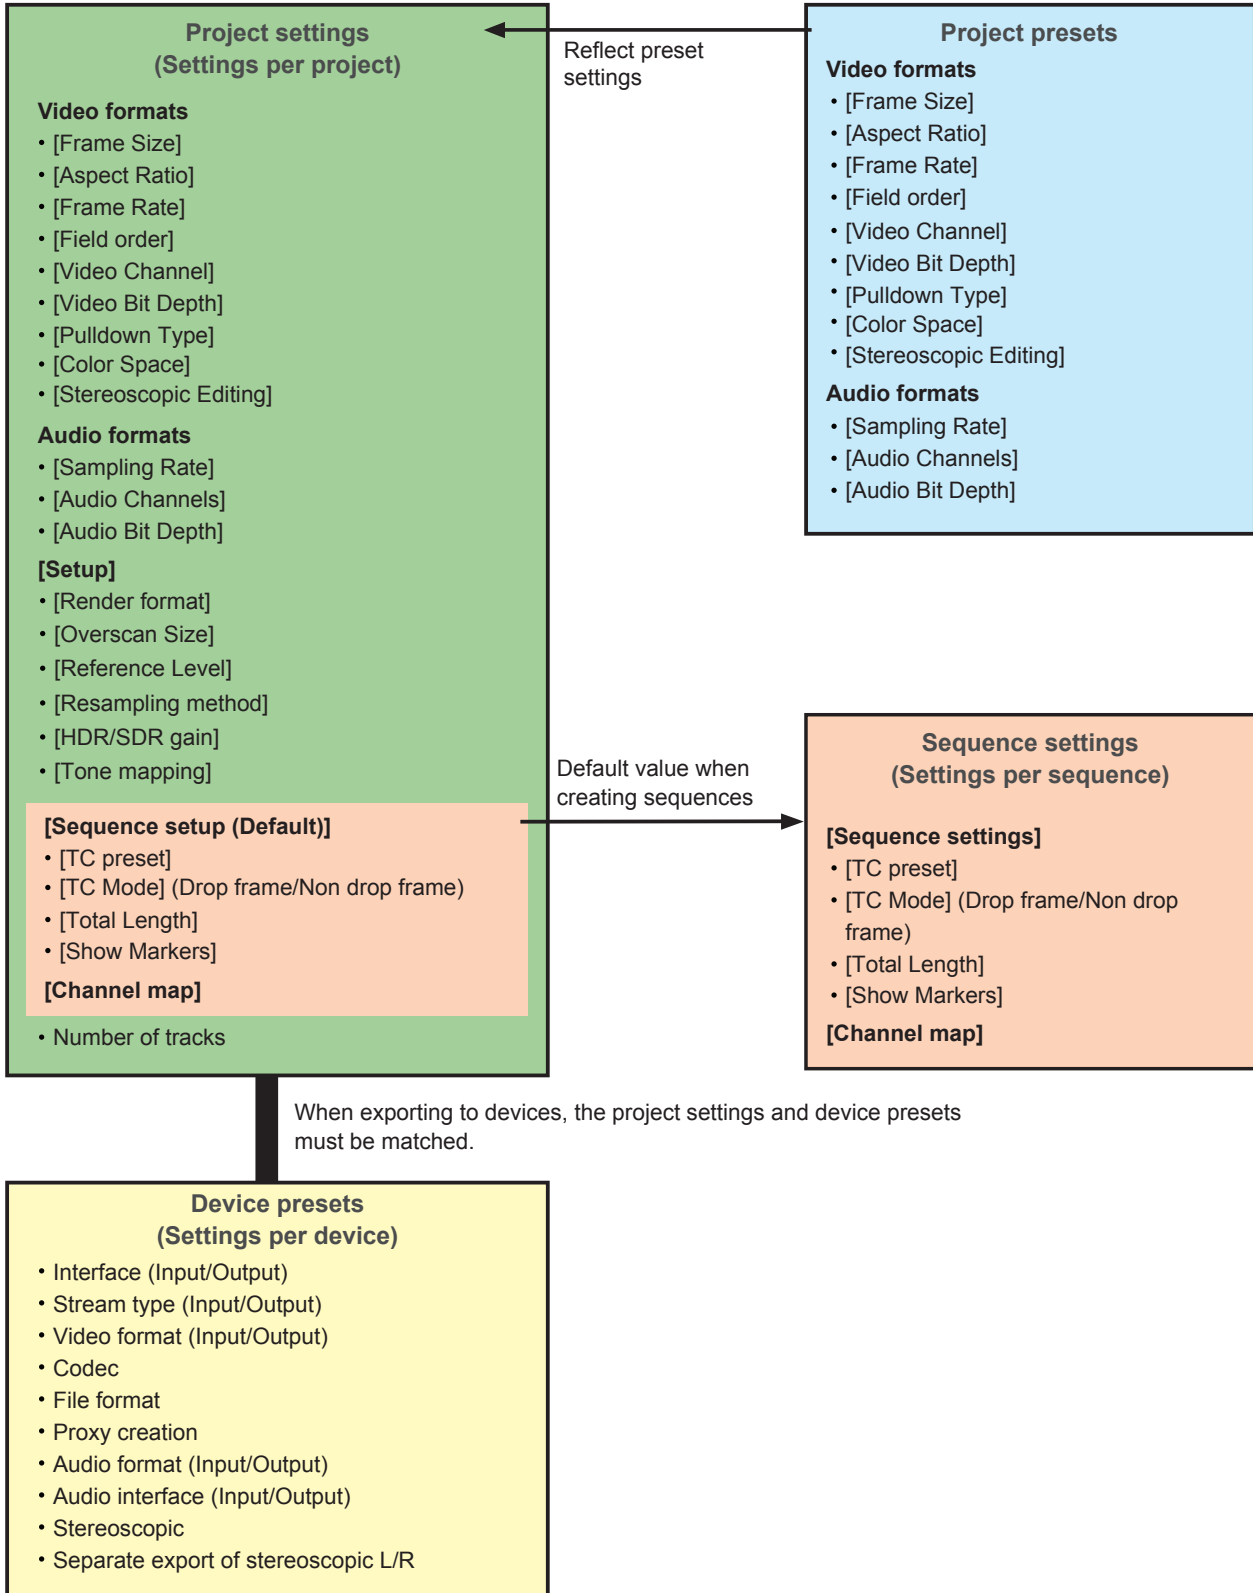 Project settings
(Settings per project)
Video formats
• [Frame Size]
• [Aspect Ratio]
• [Frame Rate]
• [Field order]
• [Video Channel]
• [Video Bit Depth]
• [Pulldown Type]
• [Color Space]
• [Stereoscopic Editing]
Audio formats
• [Sampling Rate]
• [Audio Channels]
• [Audio Bit Depth]
[Setup]
• [Render format]
• [Overscan Size]
• [Reference Level]
• [Resampling method]
• [HDR/SDR gain]
• [Tone mapping]
[Sequence setup (Default)]
• [TC preset]
• [TC Mode] (Drop frame/Non drop frame)
• [Total Length]
• [Show Markers]
[Channel map]
• Number of tracks
Reflect preset
settings
Project presets
Video formats
• [Frame Size]
• [Aspect Ratio]
• [Frame Rate]
• [Field order]
• [Video Channel]
• [Video Bit Depth]
• [Pulldown Type]
• [Color Space]
• [Stereoscopic Editing]
Audio formats
• [Sampling Rate]
• [Audio Channels]
• [Audio Bit Depth]
Default value when
creating sequences
Sequence settings
(Settings per sequence)
[Sequence settings]
• [TC preset]
• [TC Mode] (Drop frame/Non drop
frame)
• [Total Length]
• [Show Markers]
[Channel map]
When exporting to devices, the project settings and device presets
must be matched.
Device presets
(Settings per device)
• Interface (Input/Output)
• Stream type (Input/Output)
• Video format (Input/Output)
• Codec
• File format
• Proxy creation
• Audio format (Input/Output)
• Audio interface (Input/Output)
• Stereoscopic
• Separate export of stereoscopic L/R